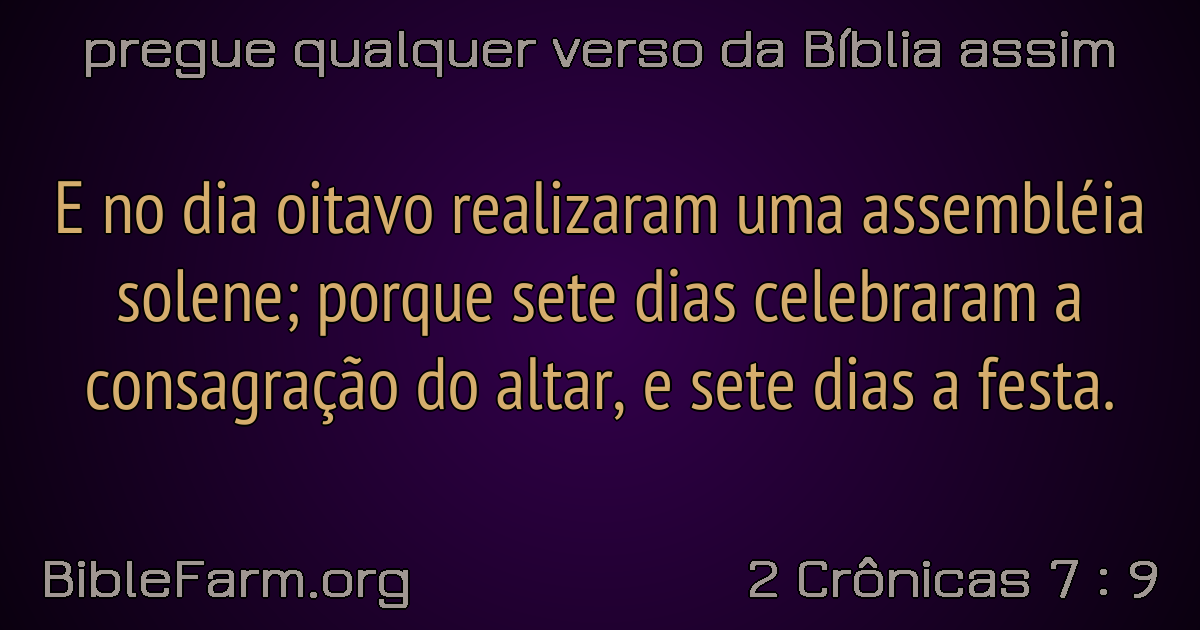 pregue qualquer verso da Bíblia assim
E no dia oitavo realizaram uma assembléia
solene; porque sete dias celebraram a
consagração do altar, e sete dias a festa.
BibleFarm.org
2 Crônicas 7 : 9